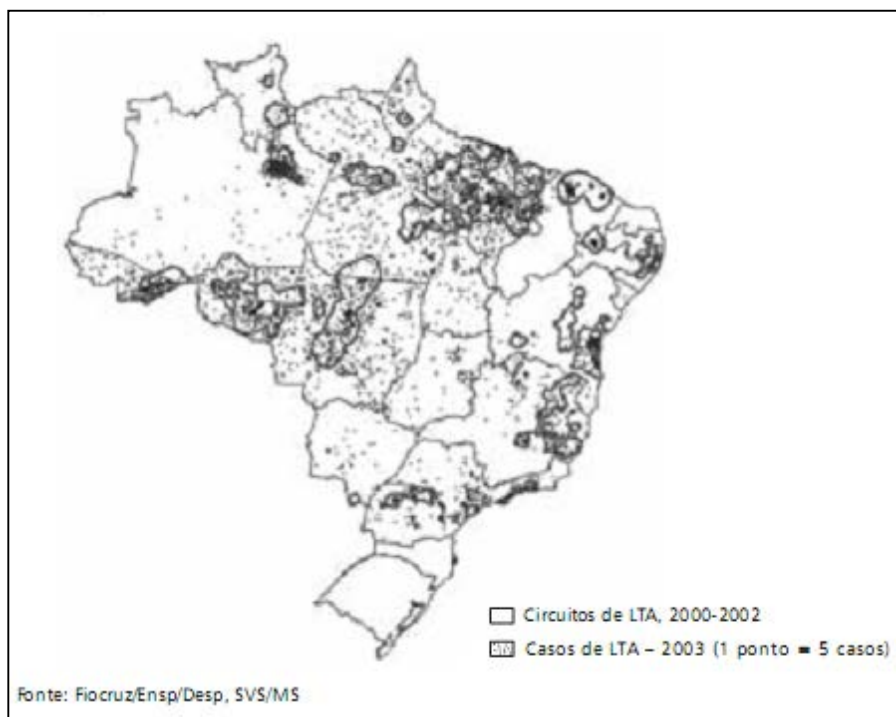 Circuitos de LTA, 2000-2002
Casos de LTA – 2003 (1 ponto = 5 casos)
Fonte: Fiocruz/Ensp/Desp, SVS/MS